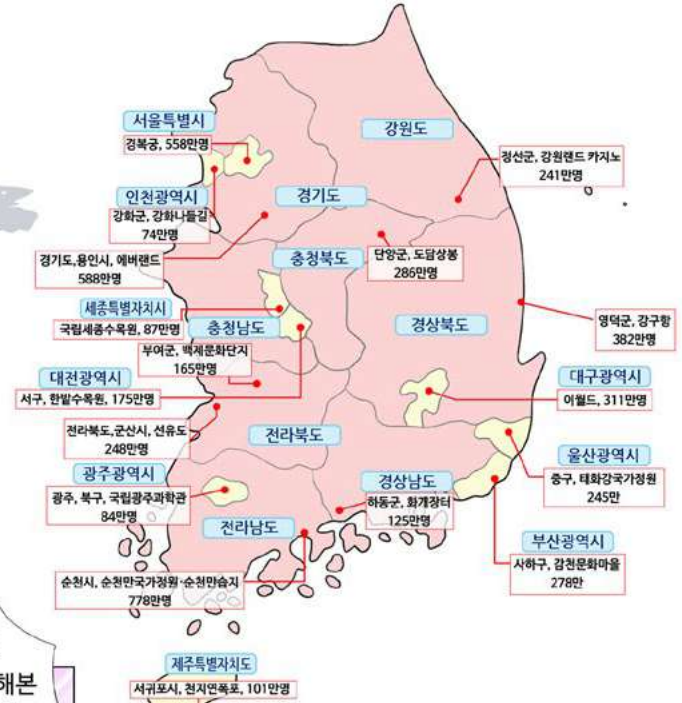 강원도
서울특별시
경복궁, 558만명
정선군, 강원랜드 카지노
241만명
인천광역시
강화군, 강화나들길
74만명
경기도
경기도,용인시, 에버랜드
588만명
충청북도
단양군, 도담삼봉
286만명
세종특별자치시
국립세종수목원, 87만명
충청남도
부여군, 백제문화단지
165만명
경상북도
영덕군, 강구항
382만명
대전광역시
서구, 한밭수목원, 175만명
대구광역시
이월드, 311만명
전라북도,군산시, 선유도
248만명
전라북도
울산광역시
중구, 태화강국가정원
245만
광주광역시
광주, 북구, 국립광주과학관
84만명
경상남도
하동군, 화개장터
125만명
전라남도
부산광역시
사하구, 감천문화마을
278만
순천시, 순천만국가정원·순천만습지
778만명
제주특별자치도
서귀포시, 천지연폭포, 101만명
해본